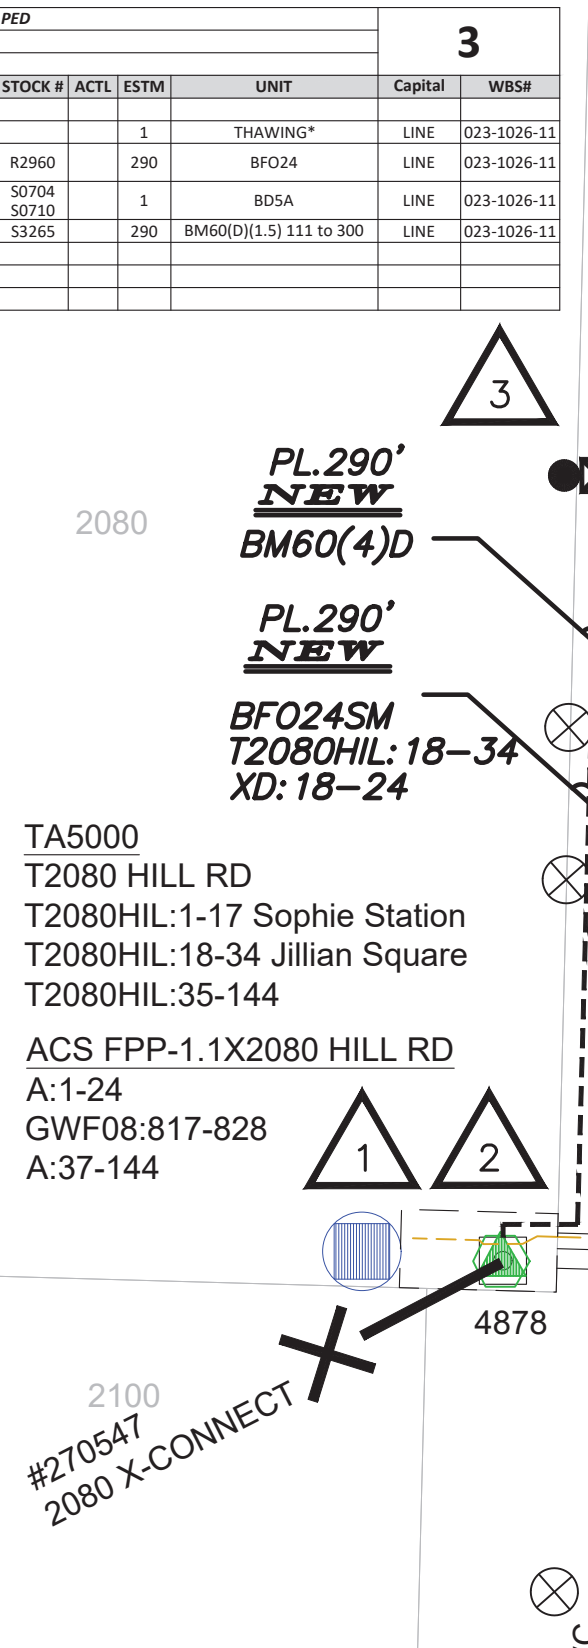 PED
3
STOCK # ACTL ESTM UNIT Capital WBS#
1 THAWING* LINE 023-1026-11
R2960 290 BFO24 LINE 023-1026-11
S0704
S0710 1 BD5A LINE 023-1026-11
S3265 290 BM60(D)(1.5) 111 to 300 LINE 023-1026-11
3
PL.290'
NEW
BM60(4)D
2080
PL.290'
NEW
BFO24SM
T2080HIL: 18-34
XD: 18-24
TA5000
T2080 HILL RD
T2080HIL:1-17 Sophie Station
T2080HIL:18-34 Jillian Square
T2080HIL:35-144
ACS FPP-1.1X2080 HILL RD
A:1-24
GWF08:817-828
A:37-144
1
2
4878
2100
#270547
2080 X-CONNECT